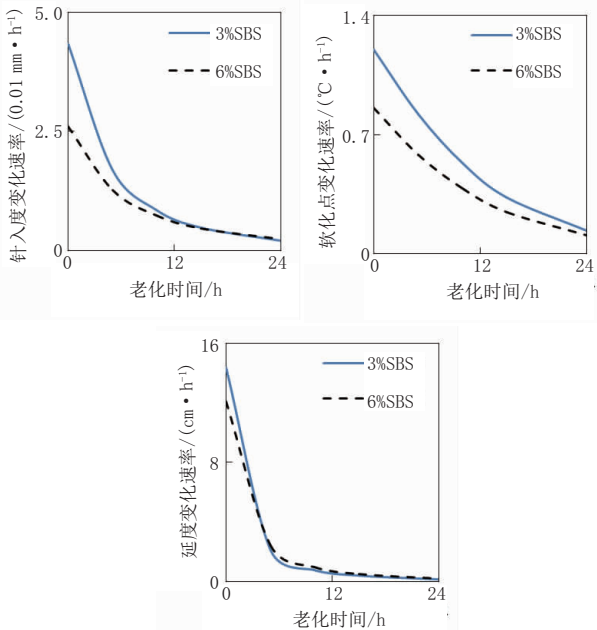 5.0
2.5
0
针入度变化速率/(0.01 mm·h⁻¹)
3%SBS
6%SBS
0 12 24
老化时间/h
1.4
0.7
0
软化点变化速率/(℃·h⁻¹)
3%SBS
6%SBS
0 12 24
老化时间/h
16
8
0
延度变化速率/(cm·h⁻¹)
3%SBS
6%SBS
0 12 24
老化时间/h